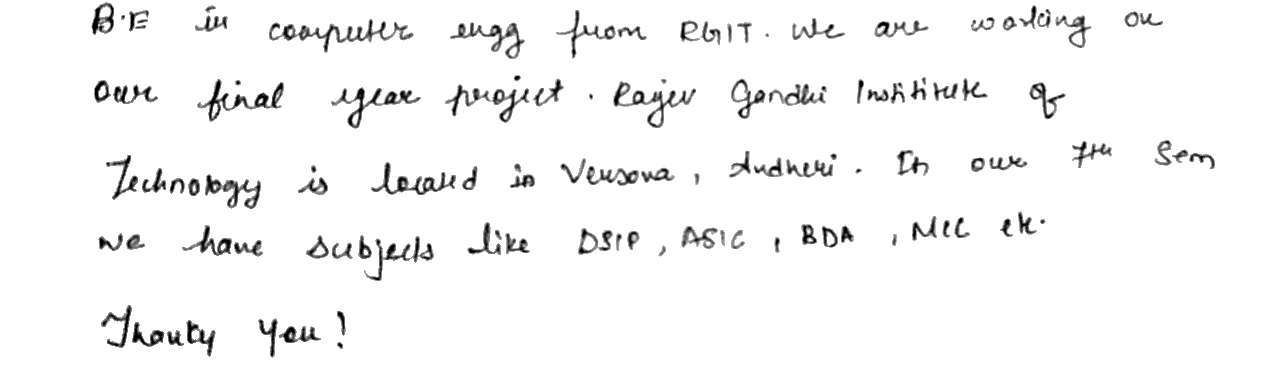 B.E in computer engg from RGIT. We are working on
our final year project. Rajiv Gandhi Institute of
Technology is located in Versova, Andheri. In our 7th Sem
we have subjects like DSIP, ASIC, BDA, MCC etc.
Thank you!